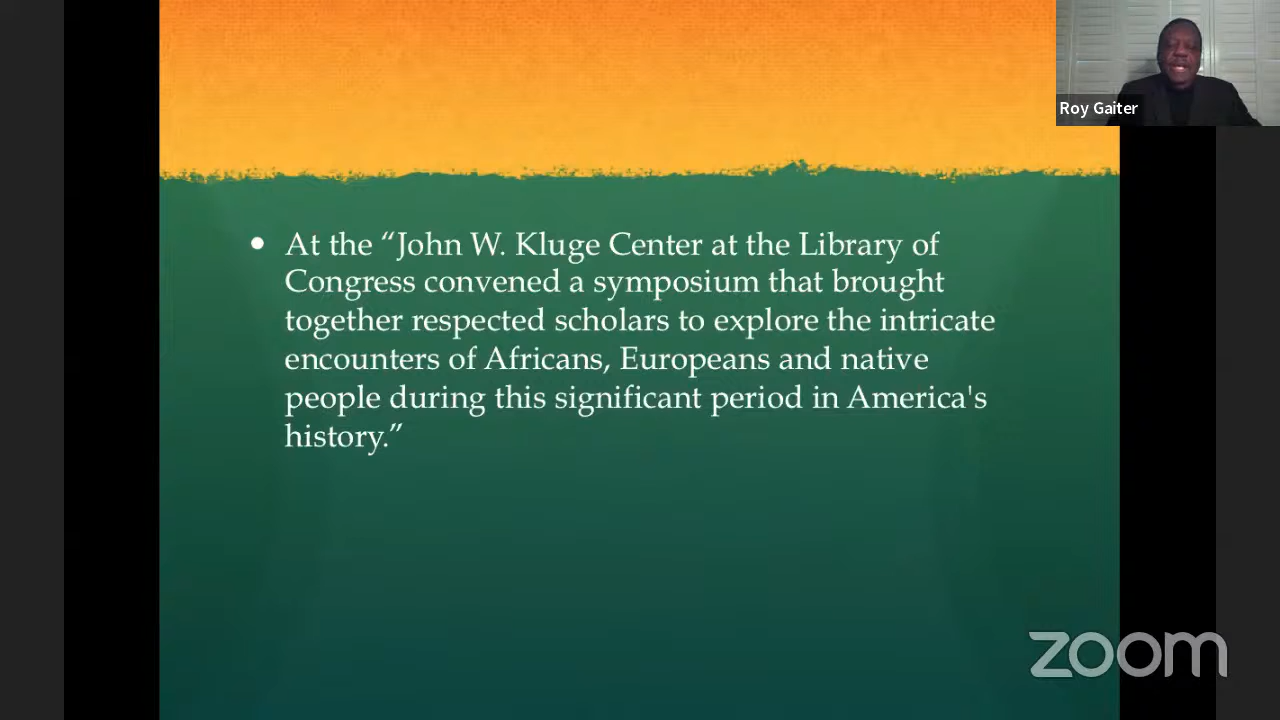 Roy Gaiter
• At the “John W. Kluge Center at the Library of
Congress convened a symposium that brought
together respected scholars to explore the intricate
encounters of Africans, Europeans and native
people during this significant period in America's
history.”
zoom